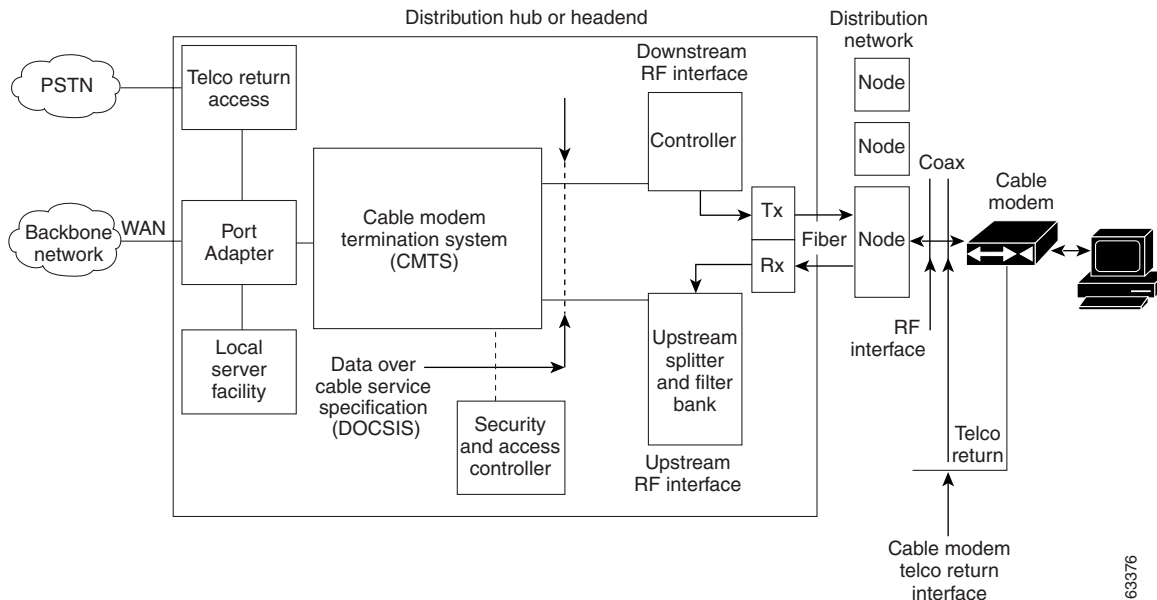 Distribution hub or headend
Distribution
network
PSTN
Telco return
access
Downstream
RF interface
Node
Controller
Node
Coax
Cable
modem
Backbone
network
WAN
Port
Adapter
Cable modem
termination system
(CMTS)
Tx
Rx
Fiber
Node
Local
server
facility
Data over
cable service
specification
(DOCSIS)
Upstream
splitter
and filter
bank
RF
interface
Security
and access
controller
Upstream
RF interface
Telco
return
Cable modem
telco return
interface
63376